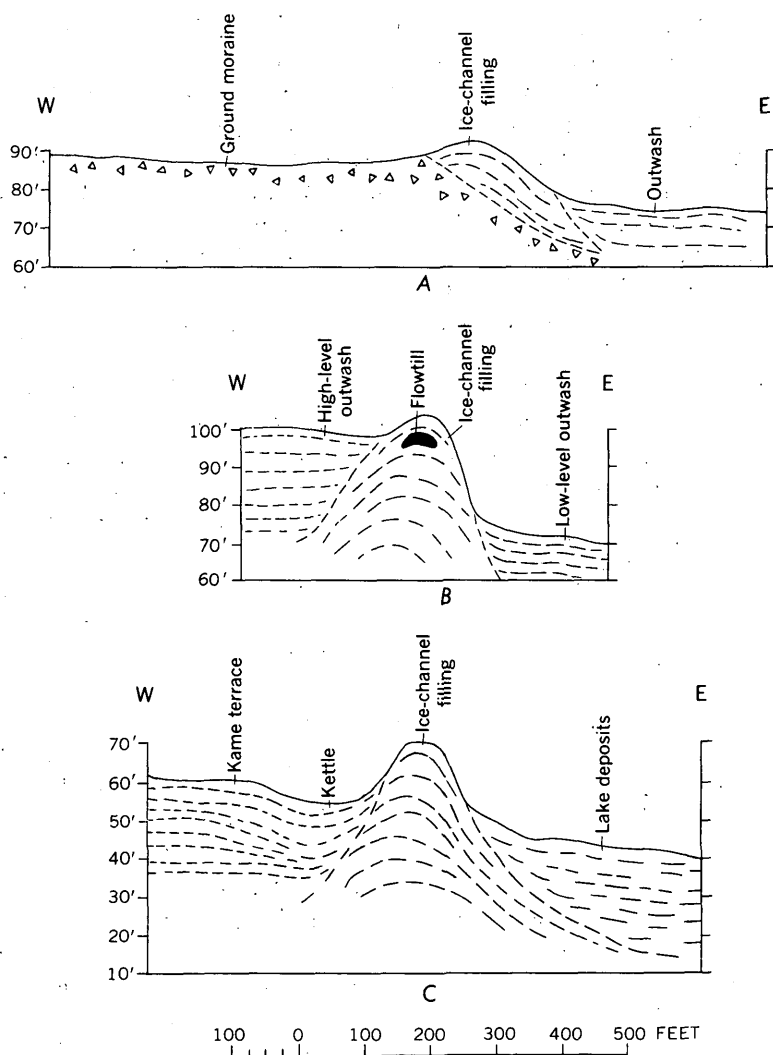 Ground moraine
Ice-channel
filling
Outwash
W
E
90'
80'
70'
60'
A
High-level
outwash
Flowtill
Ice-channel
filling
Low-level outwash
W
E
100'
90'
80'
70'
60'
B
Kame terrace
Kettle
Ice-channel
filling
Lake deposits
W
E
70'
60'
50'
40'
30'
20'
10'
C
100 0 100 200 300 400 500 FEET